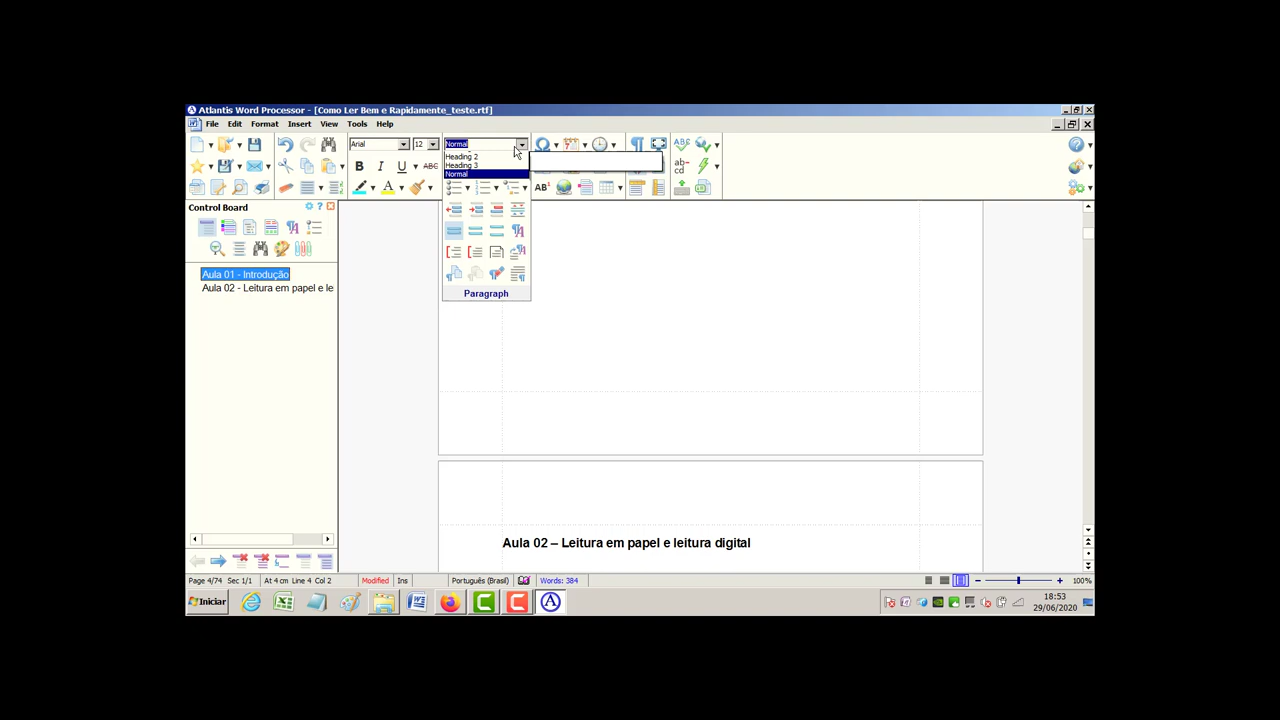 Atlantis Word Processor - [Como Ler Bem e Rapidamente_teste.rtf]
File Edit Format Insert View Tools Help
Arial 12 Normal
Heading 2
Heading 3
Normal
Paragraph
Control Board
Aula 01 - Introdução
Aula 02 - Leitura em papel e le
Aula 02 – Leitura em papel e leitura digital
Page 4/74 Sec 1/1 At 4 cm Line 4 Col 2 Modified Ins Português (Brasil) Words: 384 100%
Iniciar
18:53
29/06/2020